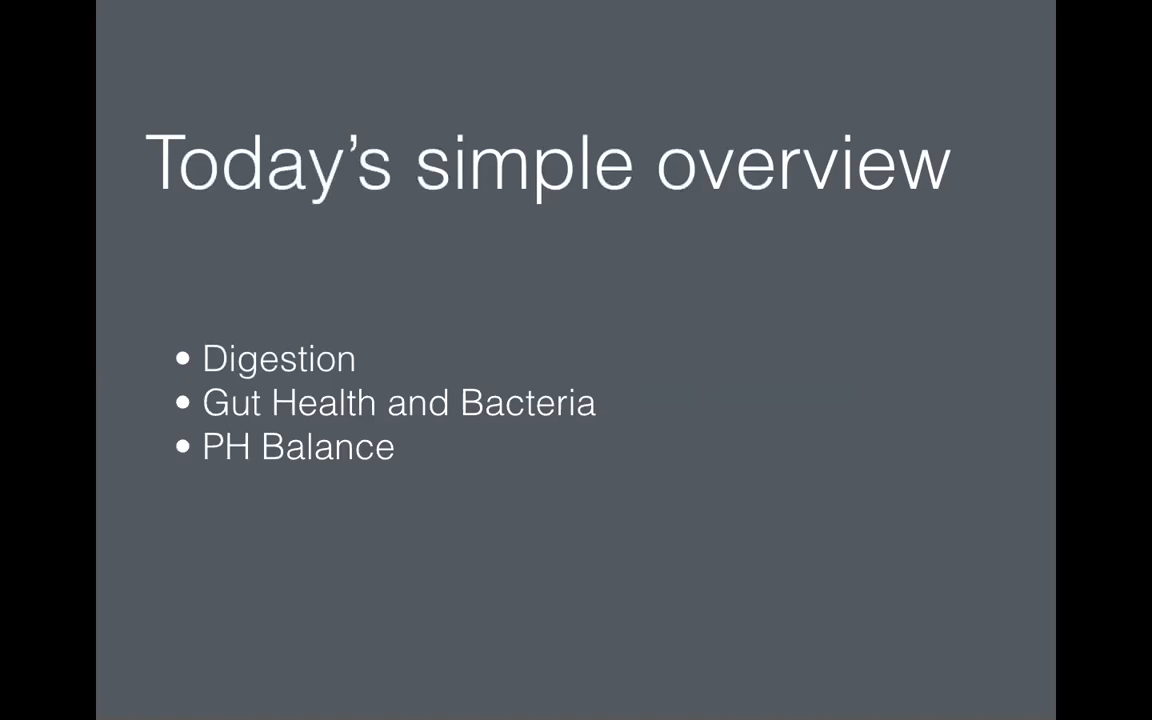 Today’s simple overview
• Digestion
• Gut Health and Bacteria
• PH Balance